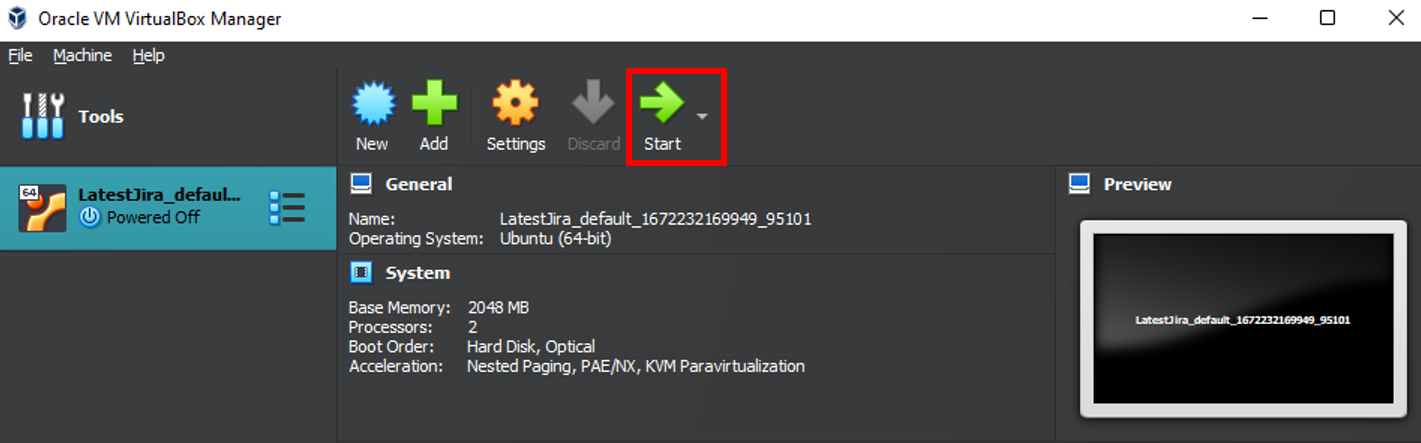 Oracle VM VirtualBox Manager
File Machine Help
Tools
New Add Settings Discard Start
64
LatestJira_defaul...
Powered Off
General
Name: LatestJira_default_1672232169949_95101
Operating System: Ubuntu (64-bit)
System
Base Memory: 2048 MB
Processors: 2
Boot Order: Hard Disk, Optical
Acceleration: Nested Paging, PAE/NX, KVM Paravirtualization
Preview
LatestJira_default_1672232169949_95101